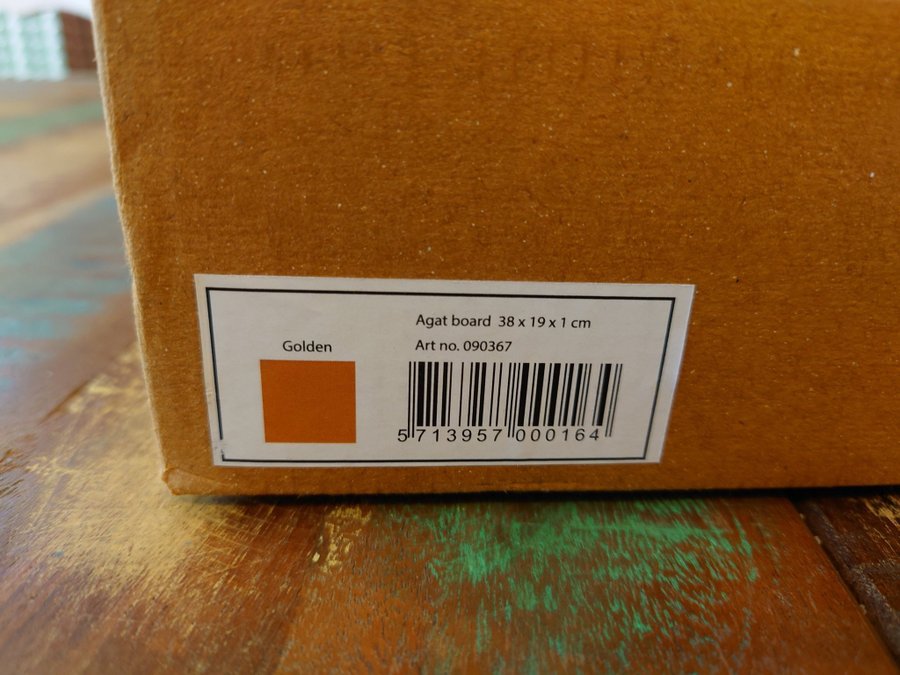 Agat board 38 x 19 x 1 cm
Golden
Art no. 090367
5 713957 000164